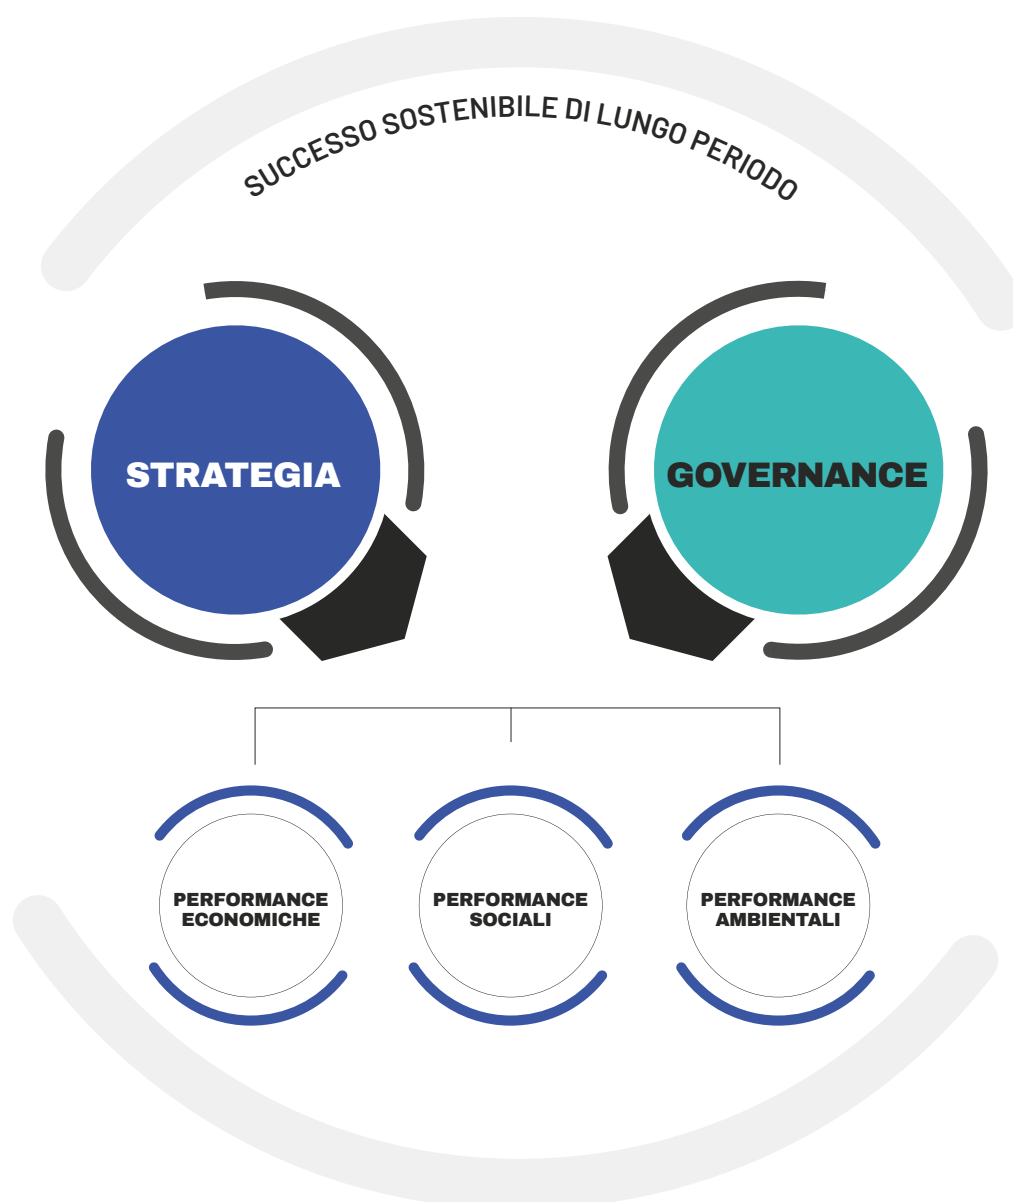 SUCCESSO SOSTENIBILE DI LUNGO PERIODO
STRATEGIA
GOVERNANCE
PERFORMANCE
ECONOMICHE
PERFORMANCE
SOCIALI
PERFORMANCE
AMBIENTALI